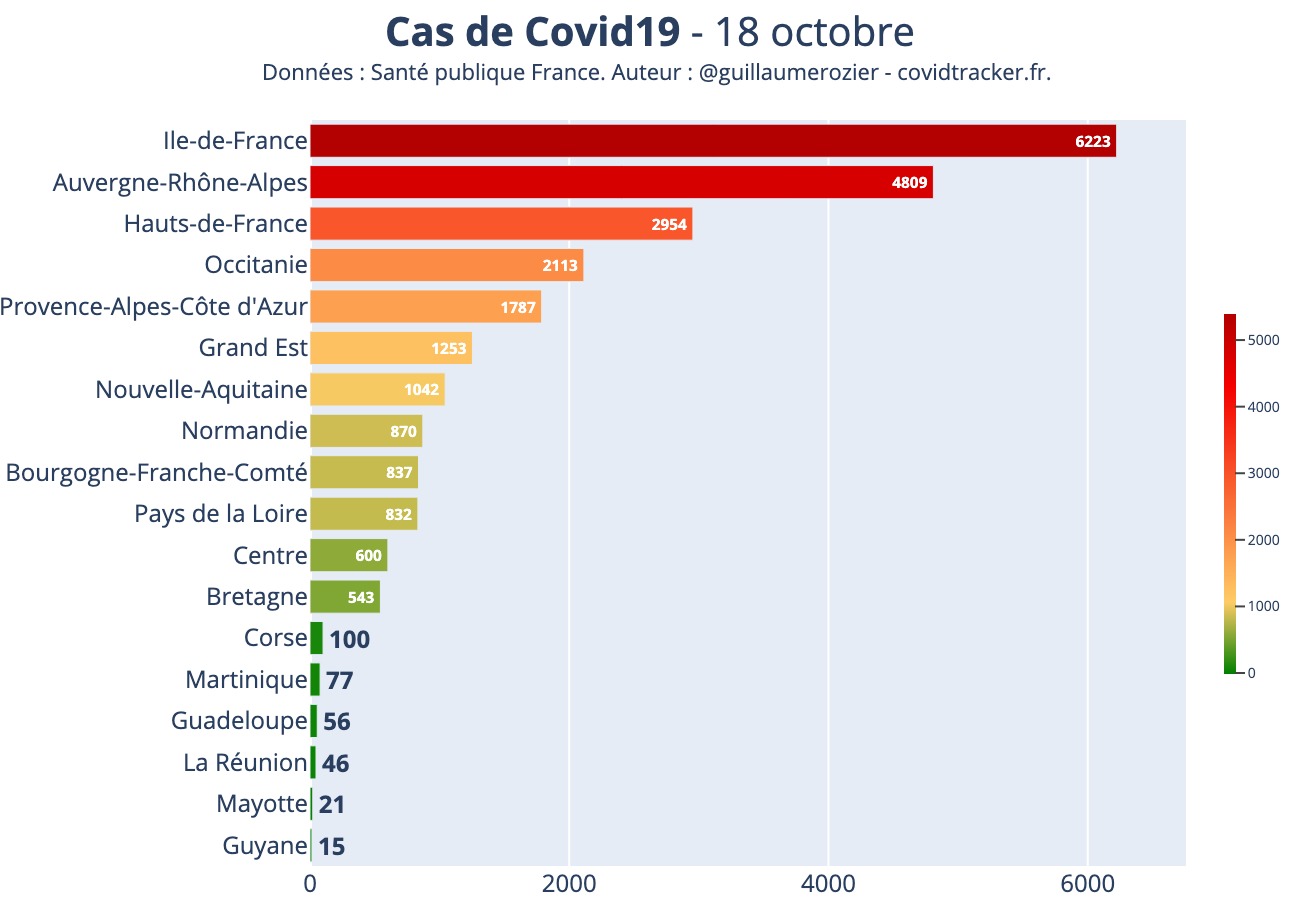 Cas de Covid19 - 18 octobre
Données : Santé publique France. Auteur : @guillaumerozier - covidtracker.fr.
Ile-de-France 6223
Auvergne-Rhône-Alpes 4809
Hauts-de-France 2954
Occitanie 2113
Provence-Alpes-Côte d'Azur 1787
Grand Est 1253
Nouvelle-Aquitaine 1042
Normandie 870
Bourgogne-Franche-Comté 837
Pays de la Loire 832
Centre 600
Bretagne 543
Corse 100
Martinique 77
Guadeloupe 56
La Réunion 46
Mayotte 21
Guyane 15
0 2000 4000 6000
5000
4000
3000
2000
1000
0